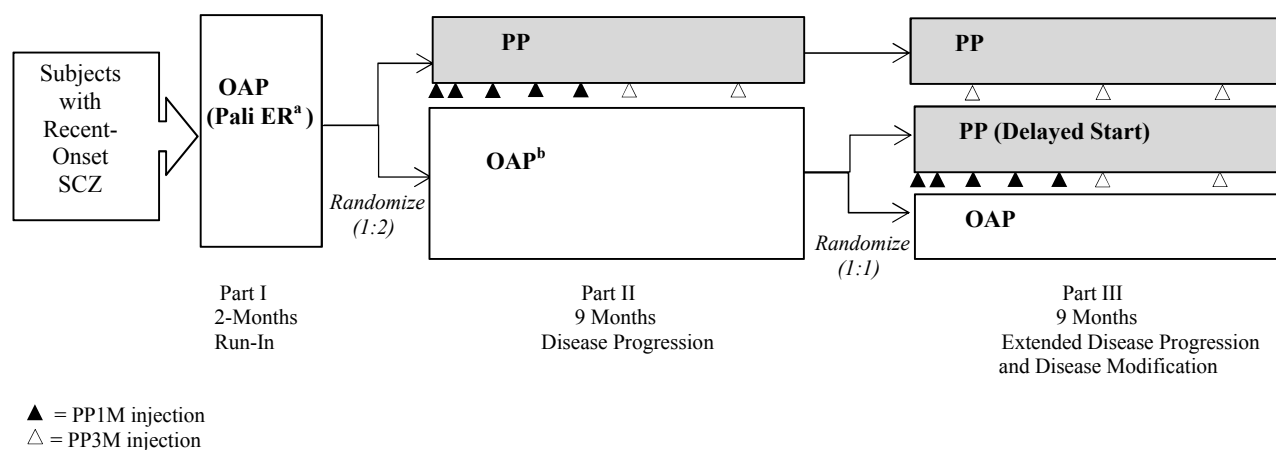 Subjects
with
Recent-
Onset
SCZ
OAP
(Pali ERᵃ)
Randomize
(1:2)
PP
OAPᵇ
Randomize
(1:1)
PP
PP (Delayed Start)
OAP
Part I
2-Months
Run-In
Part II
9 Months
Disease Progression
Part III
9 Months
Extended Disease Progression
and Disease Modification
▲ = PP1M injection
△ = PP3M injection